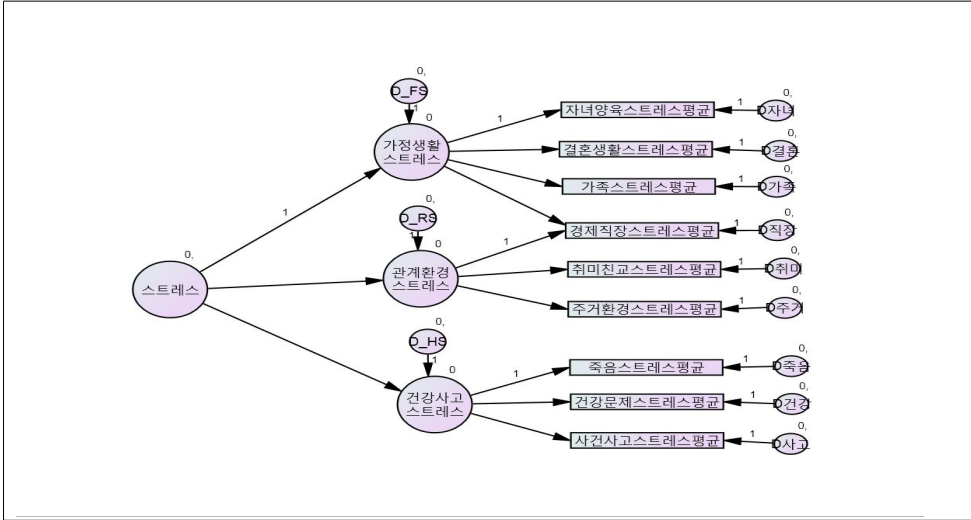 0,
D_FS
1
0
가정생활
스트레스
1
자녀양육스트레스평균
1
0,
D자녀
결혼생활스트레스평균
1
0,
D결혼
가족스트레스평균
1
0,
D가족
0,
D_RS
1
0
관계환경
스트레스
1
경제직장스트레스평균
1
0,
D직장
취미친교스트레스평균
1
0,
D취미
주거환경스트레스평균
1
0,
D주거
0,
스트레스
1
0,
D_HS
1
0
건강사고
스트레스
1
죽음스트레스평균
1
0,
D죽음
건강문제스트레스평균
1
0,
D건강
사건사고스트레스평균
1
0,
D사고